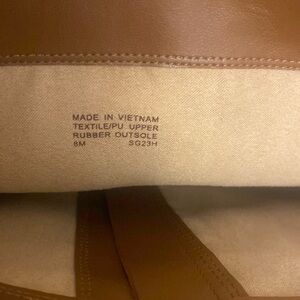 MADE IN VIETNAM
TEXTILE/PU UPPER
RUBBER OUTSOLE
8M SG23H